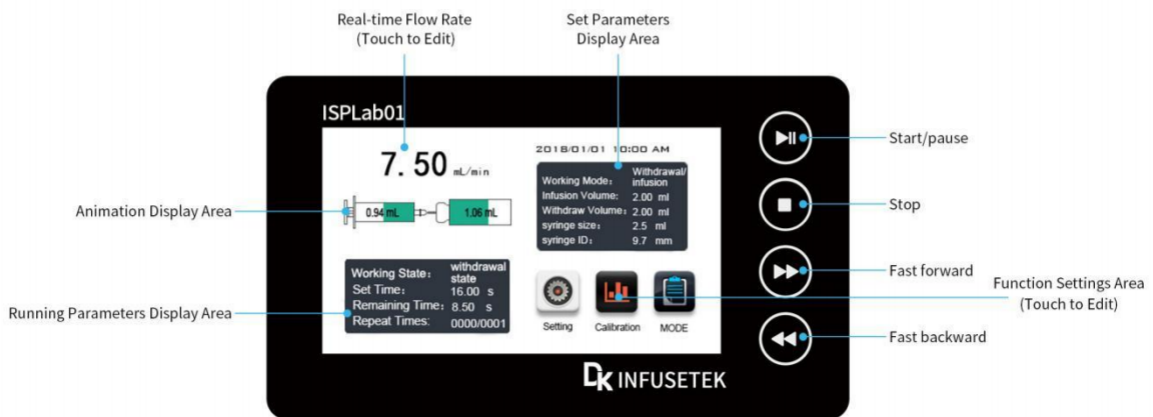 Real-time Flow Rate
(Touch to Edit)
Set Parameters
Display Area
ISPLab01
7.50 mL/min
2018/01/01 10:00 AM
Working Mode: Withdrawal/
infusion
Infusion Volume: 2.00 ml
Withdraw Volume: 2.00 ml
syringe size: 2.5 ml
syringe ID: 9.7 mm
Start/pause
Animation Display Area
0.94 mL
1.06 mL
Stop
Working State: withdrawal
state
Set Time: 16.00 s
Remaining Time: 8.50 s
Repeat Times: 0000/0001
Running Parameters Display Area
Setting
Calibration
MODE
Fast forward
Function Settings Area
(Touch to Edit)
Fast backward
DK INFUSETEK